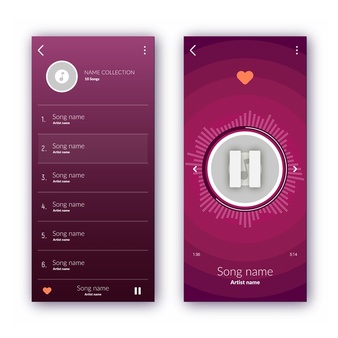 NAME COLLECTION
10 Songs
1. Song name
Artist name
2. Song name
Artist name
3. Song name
Artist name
4. Song name
Artist name
5. Song name
Artist name
6. Song name
Artist name
Song name
Artist name
1:06
3:14
Song name
Artist name